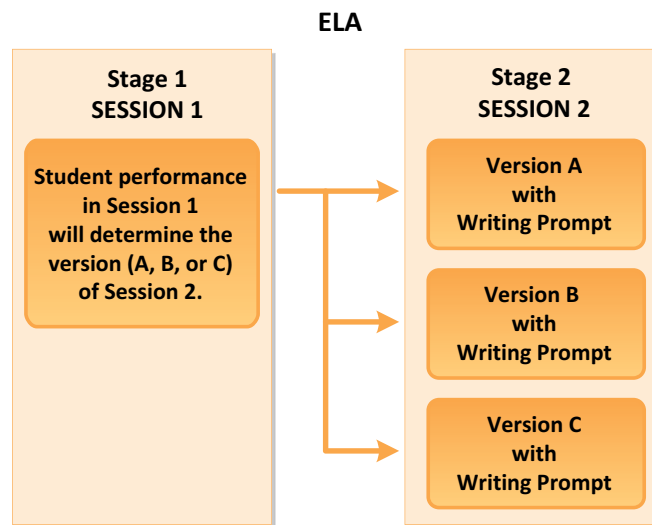 ELA
Stage 1
SESSION 1
Student performance
in Session 1
will determine the
version (A, B, or C)
of Session 2.
Stage 2
SESSION 2
Version A
with
Writing Prompt
Version B
with
Writing Prompt
Version C
with
Writing Prompt